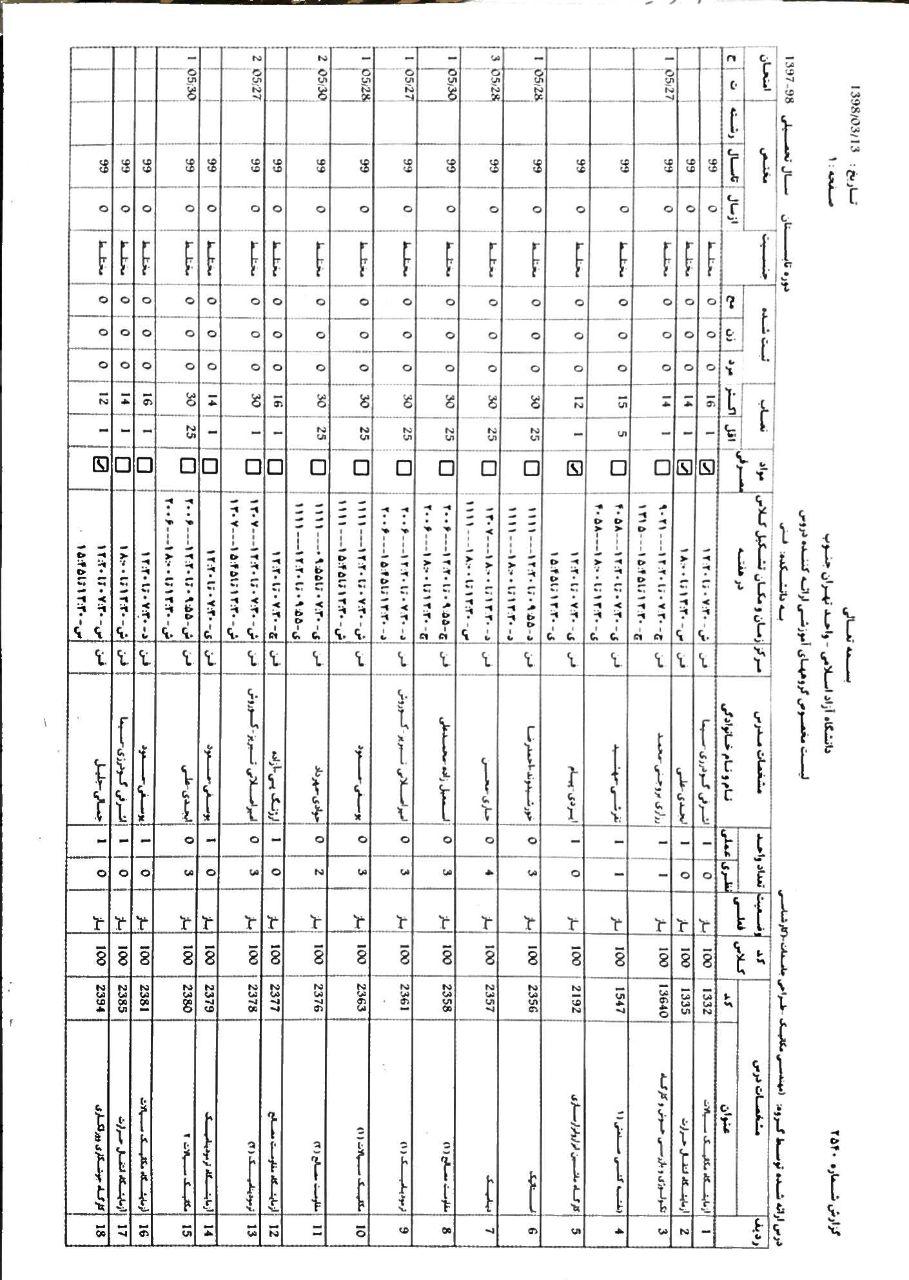 بسمه تعالی
دانشگاه آزاد اسلامی - واحد تهران جنوب
لیست مخصوص گروههای آموزشی ارائه کننده دروس
گزارش شماره ۲۵۴۰
تاریخ : 1398/03/13
صفحه : ۱
درس ارائه شده توسط گروه: (مهندسی مکانیک -طراحی جامدات-(کارشناسی به دانشکده: فنی دوره تابستان سال تحصیلی 1397-98
ردیف مشخصات درس کد کلاس وضعیت فعلی تعداد واحد مشخصات مدرس مرکز زمان و مکان تشکیل کلاس در هفته مواد مصرفی نصاب ثبت شده جنسیت مختص امتحان
عنوان کد نظری عملی نام و نام خانوادگی اقل اکثر مرد زن مج ازسال تاسال رشته ت ح
1 آزمایشگاه مکانیک سیالات 1332 100 باز 0 1 اشرفی گودرزی-سیما فن ش-۰۷:۳۰ تا ۱۲:۲۰ ☑ 1 16 0 0 0 مختلط 0 99
2 آزمایشگاه انتقال حرارت 1335 100 باز 0 1 ابجدی-علی فن س-۱۳:۳۰ تا ۱۸:۰۰ ☑ 1 14 0 0 0 مختلط 0 99
3 تکنولوژی و بازرسی جوش و کارگاه 13640 100 باز 1 1 زراری بروجنی-محمد فن چ-۰۷:۳۰ تا ۱۲:۲۰---۹۰۲۱ ☐ 1 14 0 0 0 مختلط 0 99 05/27 1
چ-۱۳:۳۰ تا ۱۵:۴۵---۱۳۱۵
4 (نقشه کشی صنعتی (۱ 1547 100 باز 1 1 تفرشی-مهشید فن ی-۰۷:۳۰ تا ۱۲:۲۰---۴۰۵۸ ☐ 5 15 0 0 0 مختلط 0 99
ی-۱۳:۳۰ تا ۱۸:۰۰---۴۰۵۸
5 کارگاه ماشین ابزاروابزارسازی 2192 100 باز 0 1 ایزدی-پیام فن ی-۰۷:۳۰ تا ۱۲:۲۰ ☑ 1 12 0 0 0 مختلط 0 99
ی-۱۳:۳۰ تا ۱۵:۴۵
6 استاتیک 2356 100 باز 3 0 خورشیدوند-احمدرضا فن د-۰۹:۵۵ تا ۱۲:۲۰---۱۱۱۱ ☐ 25 30 0 0 0 مختلط 0 99 05/28 1
د-۱۳:۳۰ تا ۱۸:۰۰---۱۱۱۱
7 دینامیک 2357 100 باز 4 0 جباری-محسن فن د-۱۳:۳۰ تا ۱۸:۰۰---۱۳۰۷ ☐ 25 30 0 0 0 مختلط 0 99 05/28 3
س-۱۳:۳۰ تا ۱۸:۰۰---۱۱۱۱
8 مقاومت مصالح (۱) 2358 100 باز 3 0 اسمعیل زاده-محمدعلی فن چ-۰۹:۵۵ تا ۱۲:۲۰---۲۰۰۶ ☐ 25 30 0 0 0 مختلط 0 99 05/30 1
چ-۱۳:۳۰ تا ۱۸:۰۰---۲۰۰۶
9 ترمودینامیک (۱) 2361 100 باز 3 0 امیراصلانی تبریز-کوروش فن د-۰۷:۳۰ تا ۱۲:۲۰---۲۰۰۶ ☐ 25 30 0 0 0 مختلط 0 99 05/27 1
د-۱۳:۳۰ تا ۱۵:۴۵---۲۰۰۶
10 مکانیک سیالات (۱) 2363 100 باز 3 0 یوسفی-مسعود فن ش-۰۷:۳۰ تا ۱۲:۲۰---۱۱۱۱ ☐ 25 30 0 0 0 مختلط 0 99 05/28 1
ش-۱۳:۳۰ تا ۱۵:۴۵---۱۱۱۱
11 مقاومت مصالح (۲) 2376 100 باز 2 0 جوادی-مهرداد فن ی-۰۷:۳۰ تا ۰۹:۵۵---۱۱۱۱ ☐ 25 30 0 0 0 مختلط 0 99 05/30 2
ی-۰۹:۵۵ تا ۱۲:۲۰---۱۱۱۱
12 آزمایشگاه مقاومت مصالح 2377 100 باز 0 1 ارژنگ پی-آزاده فن چ-۰۷:۳۰ تا ۱۲:۲۰ ☐ 1 16 0 0 0 مختلط 0 99
13 ترمودینامیک (۲) 2378 100 باز 3 0 امیراصلانی تبریز-کوروش فن ش-۰۷:۳۰ تا ۱۲:۲۰---۱۳۰۷ ☐ 1 30 0 0 0 مختلط 0 99 05/27 2
ش-۱۳:۳۰ تا ۱۵:۴۵---۱۳۰۷
14 آزمایشگاه ترمودینامیک 2379 100 باز 0 1 یوسفی-مسعود فن ی-۰۷:۳۰ تا ۱۲:۲۰ ☐ 1 14 0 0 0 مختلط 0 99
15 مکانیک سیالات ۲ 2380 100 باز 3 0 ابجدی-علی فن ش-۰۹:۵۵ تا ۱۲:۲۰---۲۰۰۶ ☐ 25 30 0 0 0 مختلط 0 99 05/30 1
ش-۱۳:۳۰ تا ۱۸:۰۰---۲۰۰۶
16 آزمایشگاه مکانیک سیالات 2381 100 باز 0 1 یوسفی-مسعود فن د-۰۷:۳۰ تا ۱۲:۲۰ ☐ 1 16 0 0 0 مختلط 0 99
17 آزمایشگاه انتقال حرارت 2385 100 باز 0 1 اشرفی گودرزی-سیما فن ش-۱۳:۳۰ تا ۱۸:۰۰ ☐ 1 14 0 0 0 مختلط 0 99
18 کارگاه جوشکاری وورقکاری 2394 100 باز 0 1 جمالی-جلیل فن س-۰۷:۳۰ تا ۱۲:۲۰ ☑ 1 12 0 0 0 مختلط 0 99
س-۱۳:۳۰ تا ۱۵:۴۵